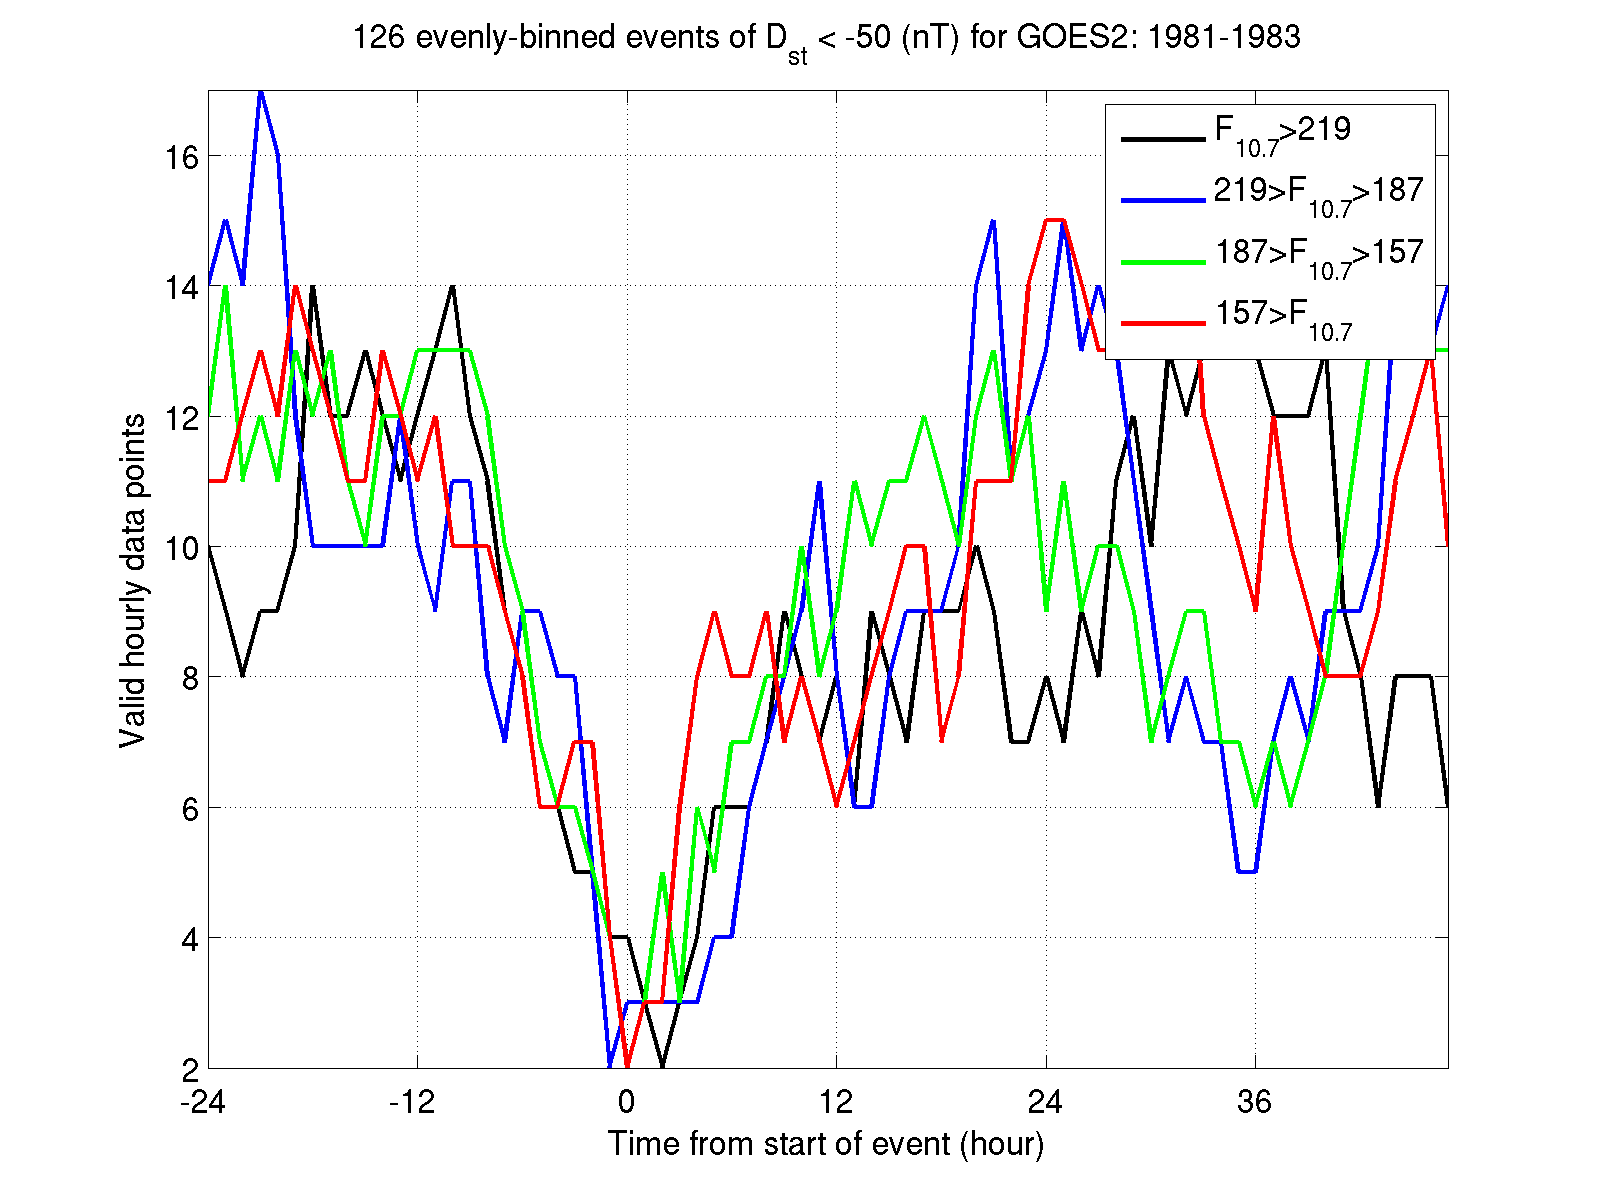 126 evenly-binned events of Dst < -50 (nT) for GOES2: 1981-1983
F10.7>219
219>F10.7>187
187>F10.7>157
157>F10.7
16
14
12
10
8
6
4
2
Valid hourly data points
-24 -12 0 12 24 36
Time from start of event (hour)